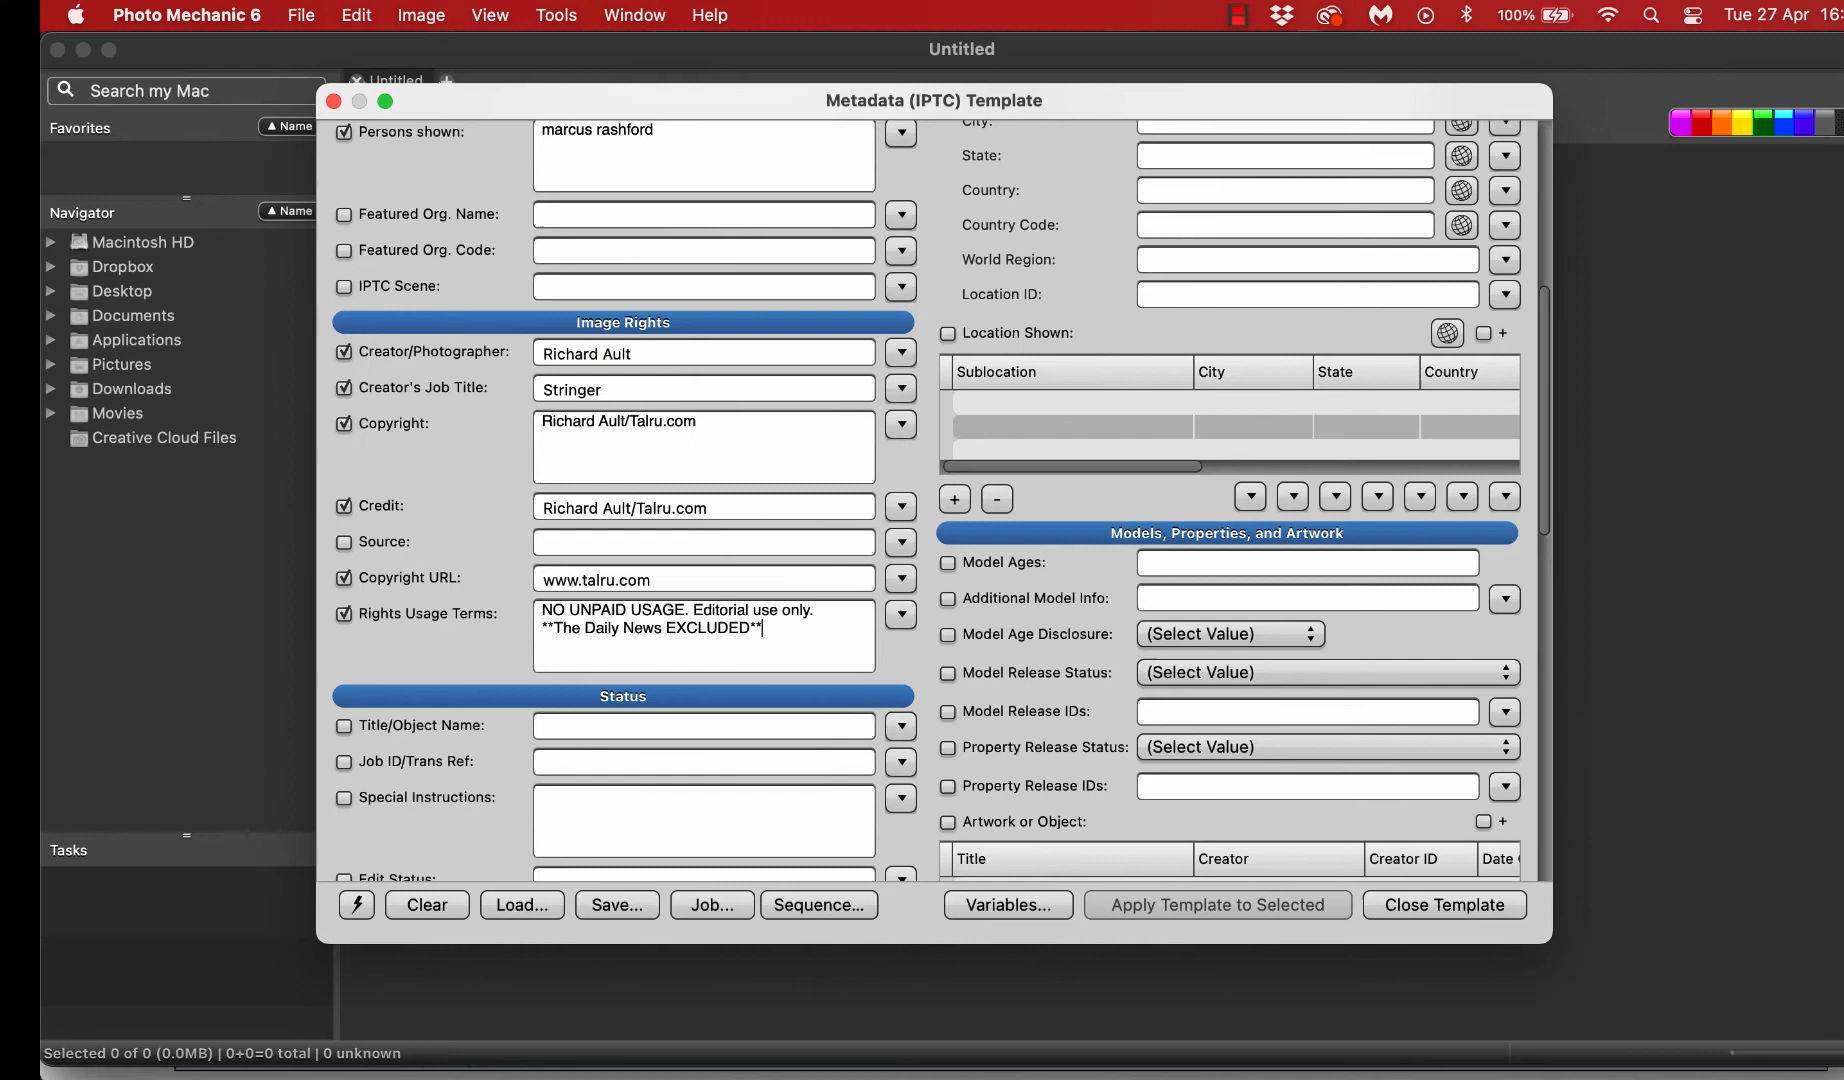 Photo Mechanic 6 File Edit Image View Tools Window Help 100% Tue 27 Apr 16:
Untitled
Search my Mac
Untitled +
Favorites
Name
Navigator
Name
Macintosh HD
Dropbox
Desktop
Documents
Applications
Pictures
Downloads
Movies
Creative Cloud Files
Tasks
Selected 0 of 0 (0.0MB) | 0+0=0 total | 0 unknown
Metadata (IPTC) Template
Persons shown: marcus rashford
Featured Org. Name:
Featured Org. Code:
IPTC Scene:
Image Rights
Creator/Photographer: Richard Ault
Creator's Job Title: Stringer
Copyright: Richard Ault/Talru.com
Credit: Richard Ault/Talru.com
Source:
Copyright URL: www.talru.com
Rights Usage Terms: NO UNPAID USAGE. Editorial use only.
**The Daily News EXCLUDED**
Status
Title/Object Name:
Job ID/Trans Ref:
Special Instructions:
Edit Status:
City:
State:
Country:
Country Code:
World Region:
Location ID:
Location Shown: +
Sublocation City State Country
+ -
Models, Properties, and Artwork
Model Ages:
Additional Model Info:
Model Age Disclosure: (Select Value)
Model Release Status: (Select Value)
Model Release IDs:
Property Release Status: (Select Value)
Property Release IDs:
Artwork or Object: +
Title Creator Creator ID Date
Clear Load... Save... Job... Sequence... Variables... Apply Template to Selected Close Template